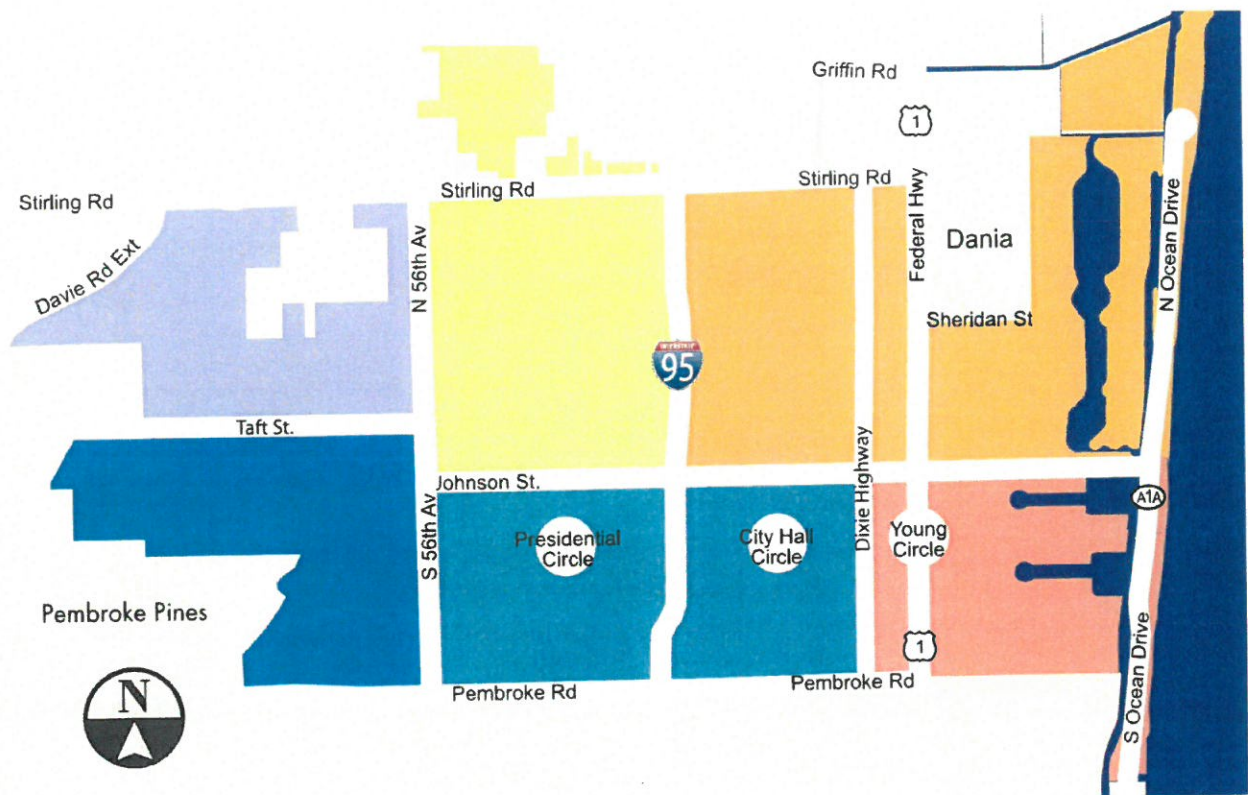 Griffin Rd
1
Stirling Rd
Stirling Rd
Stirling Rd
Davie Rd Ext
N 56th Av
Federal Hwy
Dania
N Ocean Drive
Sheridan St
INTERSTATE
95
Taft St.
Johnson St.
Dixie Highway
A1A
S 56th Av
Presidential
Circle
City Hall
Circle
Young
Circle
Pembroke Pines
1
S Ocean Drive
Pembroke Rd
Pembroke Rd
N